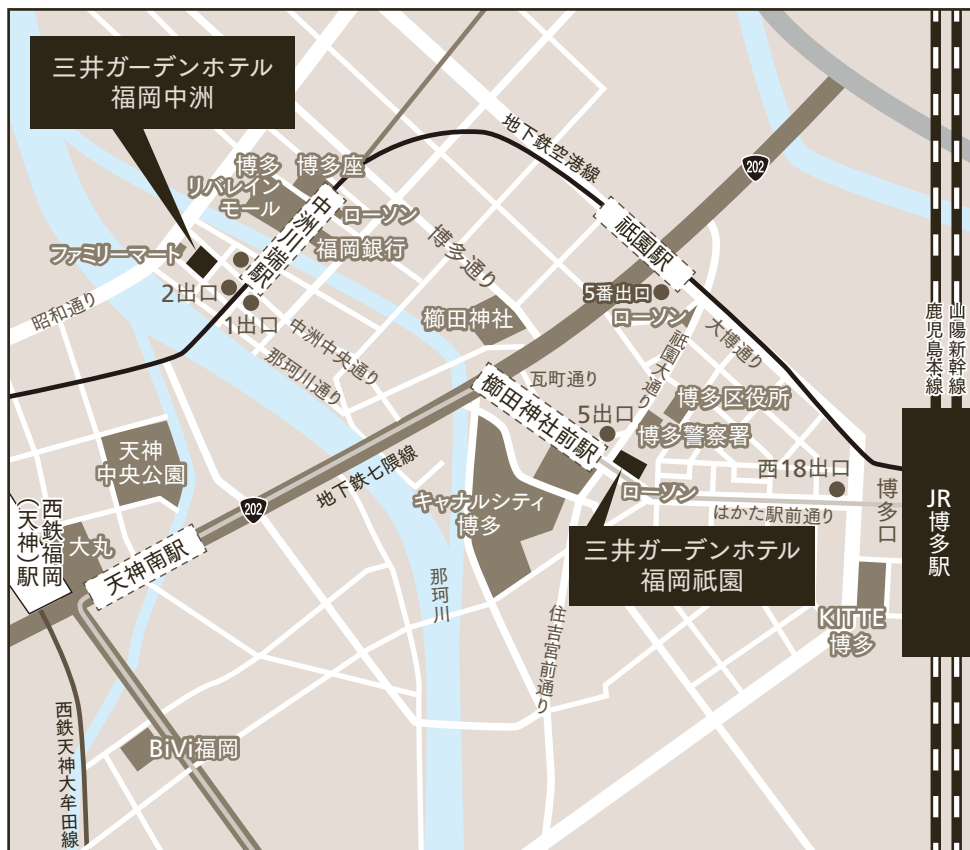 三井ガーデンホテル
福岡中洲
博多
リバレイン
モール
博多座
中洲川端駅
ローソン
福岡銀行
ファミリーマート
2出口
1出口
昭和通り
中洲中央通り
那珂川通り
博多通り
櫛田神社
地下鉄空港線
202
祇園駅
5番出口
ローソン
祇園大通り
大博通り
鹿児島本線
山陽新幹線
瓦町通り
櫛田神社前駅
5出口
博多区役所
博多警察署
西18出口
ローソン
はかた駅前通り
博多口
JR博多駅
天神
中央公園
西鉄福岡
(天神)駅
大丸
天神南駅
202
地下鉄七隈線
キャナルシティ
博多
三井ガーデンホテル
福岡祇園
那珂川
住吉宮前通り
KITTE
博多
BiVi福岡
西鉄天神大牟田線